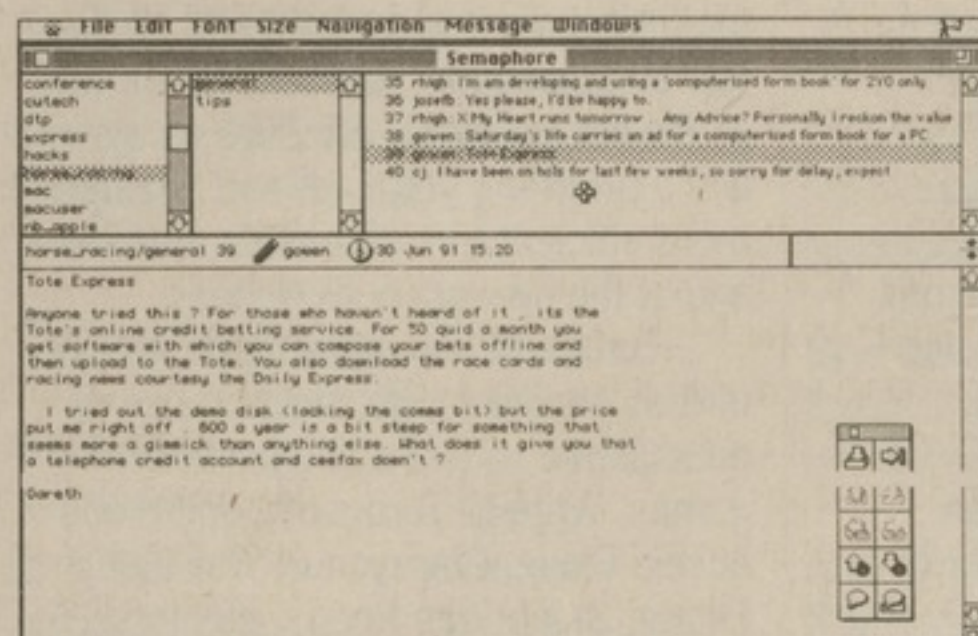 File Edit Font Size Navigation Message Windows
Semaphore
conference
cutech
dtp
express
hacks
horse_racing
mac
macuser
nb_apple
general
tips
35 rhigh: I'm am developing and using a 'computerised form book' for 2YO only
36 josefb: Yes please, I'd be happy to.
37 rhigh: X My Heart runs tomorrow . Any Advice? Personally I reckon the value
38 gowen: Saturday's life carries an ad for a computerised form book for a PC
39 gowen: Tote Express
40 cj: I have been on hols for last few weeks, so sorry for delay, expect
horse_racing/general 39 gowen 30 Jun 91 15:20
Tote Express
Anyone tried this ? For those who haven't heard of it , its the
Tote's online credit betting service. For 50 quid a month you
get software with which you can compose your bets offline and
then upload to the Tote. You also download the race cards and
racing news courtesy the Daily Express.
I tried out the demo disk (lacking the comms bit) but the price
put me right off . 600 a year is a bit steep for something that
seems more a gimmick than anything else. What does it give you that
a telephone credit account and ceefax doen't ?
Gareth